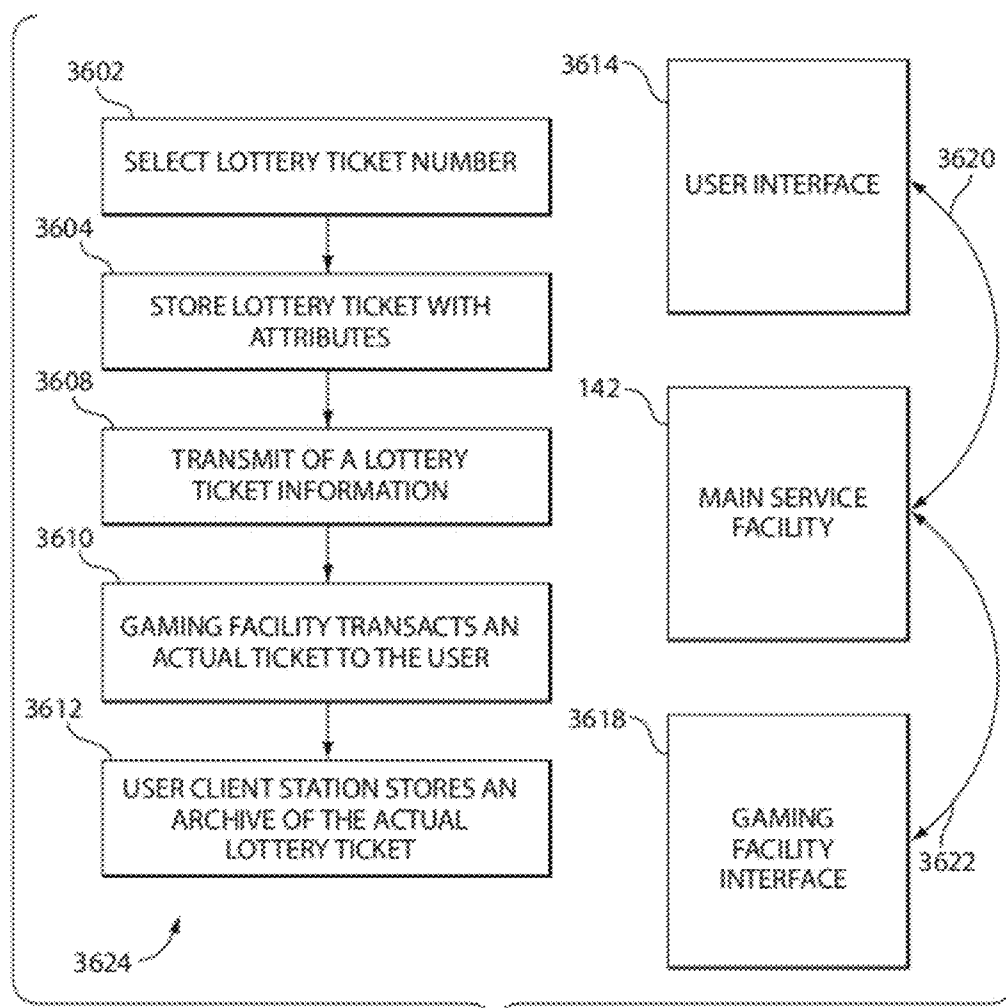 3602
SELECT LOTTERY TICKET NUMBER
3604
STORE LOTTERY TICKET WITH
ATTRIBUTES
3608
TRANSMIT OF A LOTTERY
TICKET INFORMATION
3610
GAMING FACILITY TRANSACTS AN
ACTUAL TICKET TO THE USER
3612
USER CLIENT STATION STORES AN
ARCHIVE OF THE ACTUAL
LOTTERY TICKET
3624
3614
USER INTERFACE
3620
142
MAIN SERVICE
FACILITY
3618
GAMING
FACILITY
INTERFACE
3622